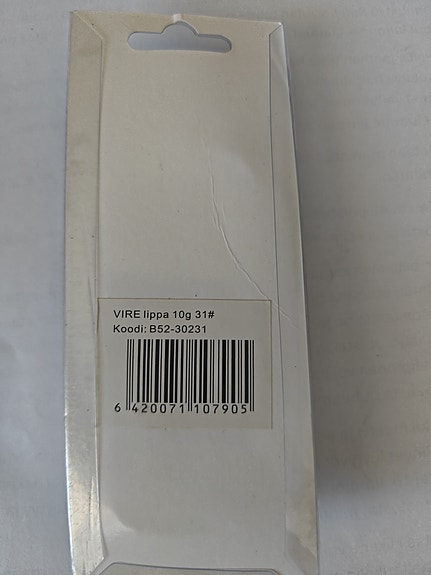 VIRE lippa 10g 31#
Koodi: B52-30231
6 420071 107905